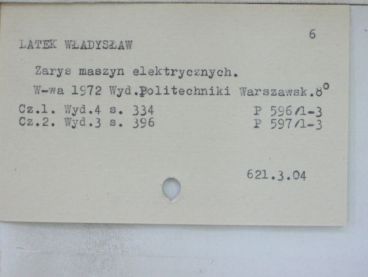 6
LATEK WŁADYSŁAW
Zarys maszyn elektrycznych.
W-wa 1972 Wyd.Politechniki Warszawsk.8°
Cz.1. Wyd.4 s. 334 P 596/1-3
Cz.2. Wyd.3 s. 396 P 597/1-3
621.3.04